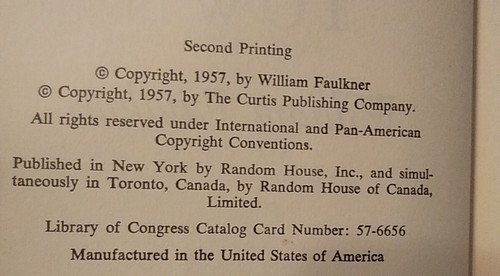 Second Printing
© Copyright, 1957, by William Faulkner
© Copyright, 1957, by The Curtis Publishing Company.
All rights reserved under International and Pan-American
Copyright Conventions.
Published in New York by Random House, Inc., and simul-
taneously in Toronto, Canada, by Random House of Canada,
Limited.
Library of Congress Catalog Card Number: 57-6656
Manufactured in the United States of America